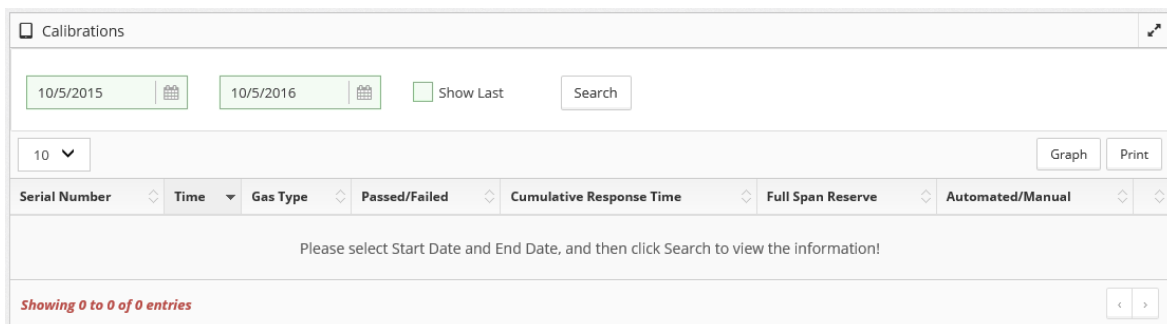 Calibrations
10/5/2015 10/5/2016 Show Last Search
10 Graph Print
Serial Number Time Gas Type Passed/Failed Cumulative Response Time Full Span Reserve Automated/Manual
Please select Start Date and End Date, and then click Search to view the information!
Showing 0 to 0 of 0 entries